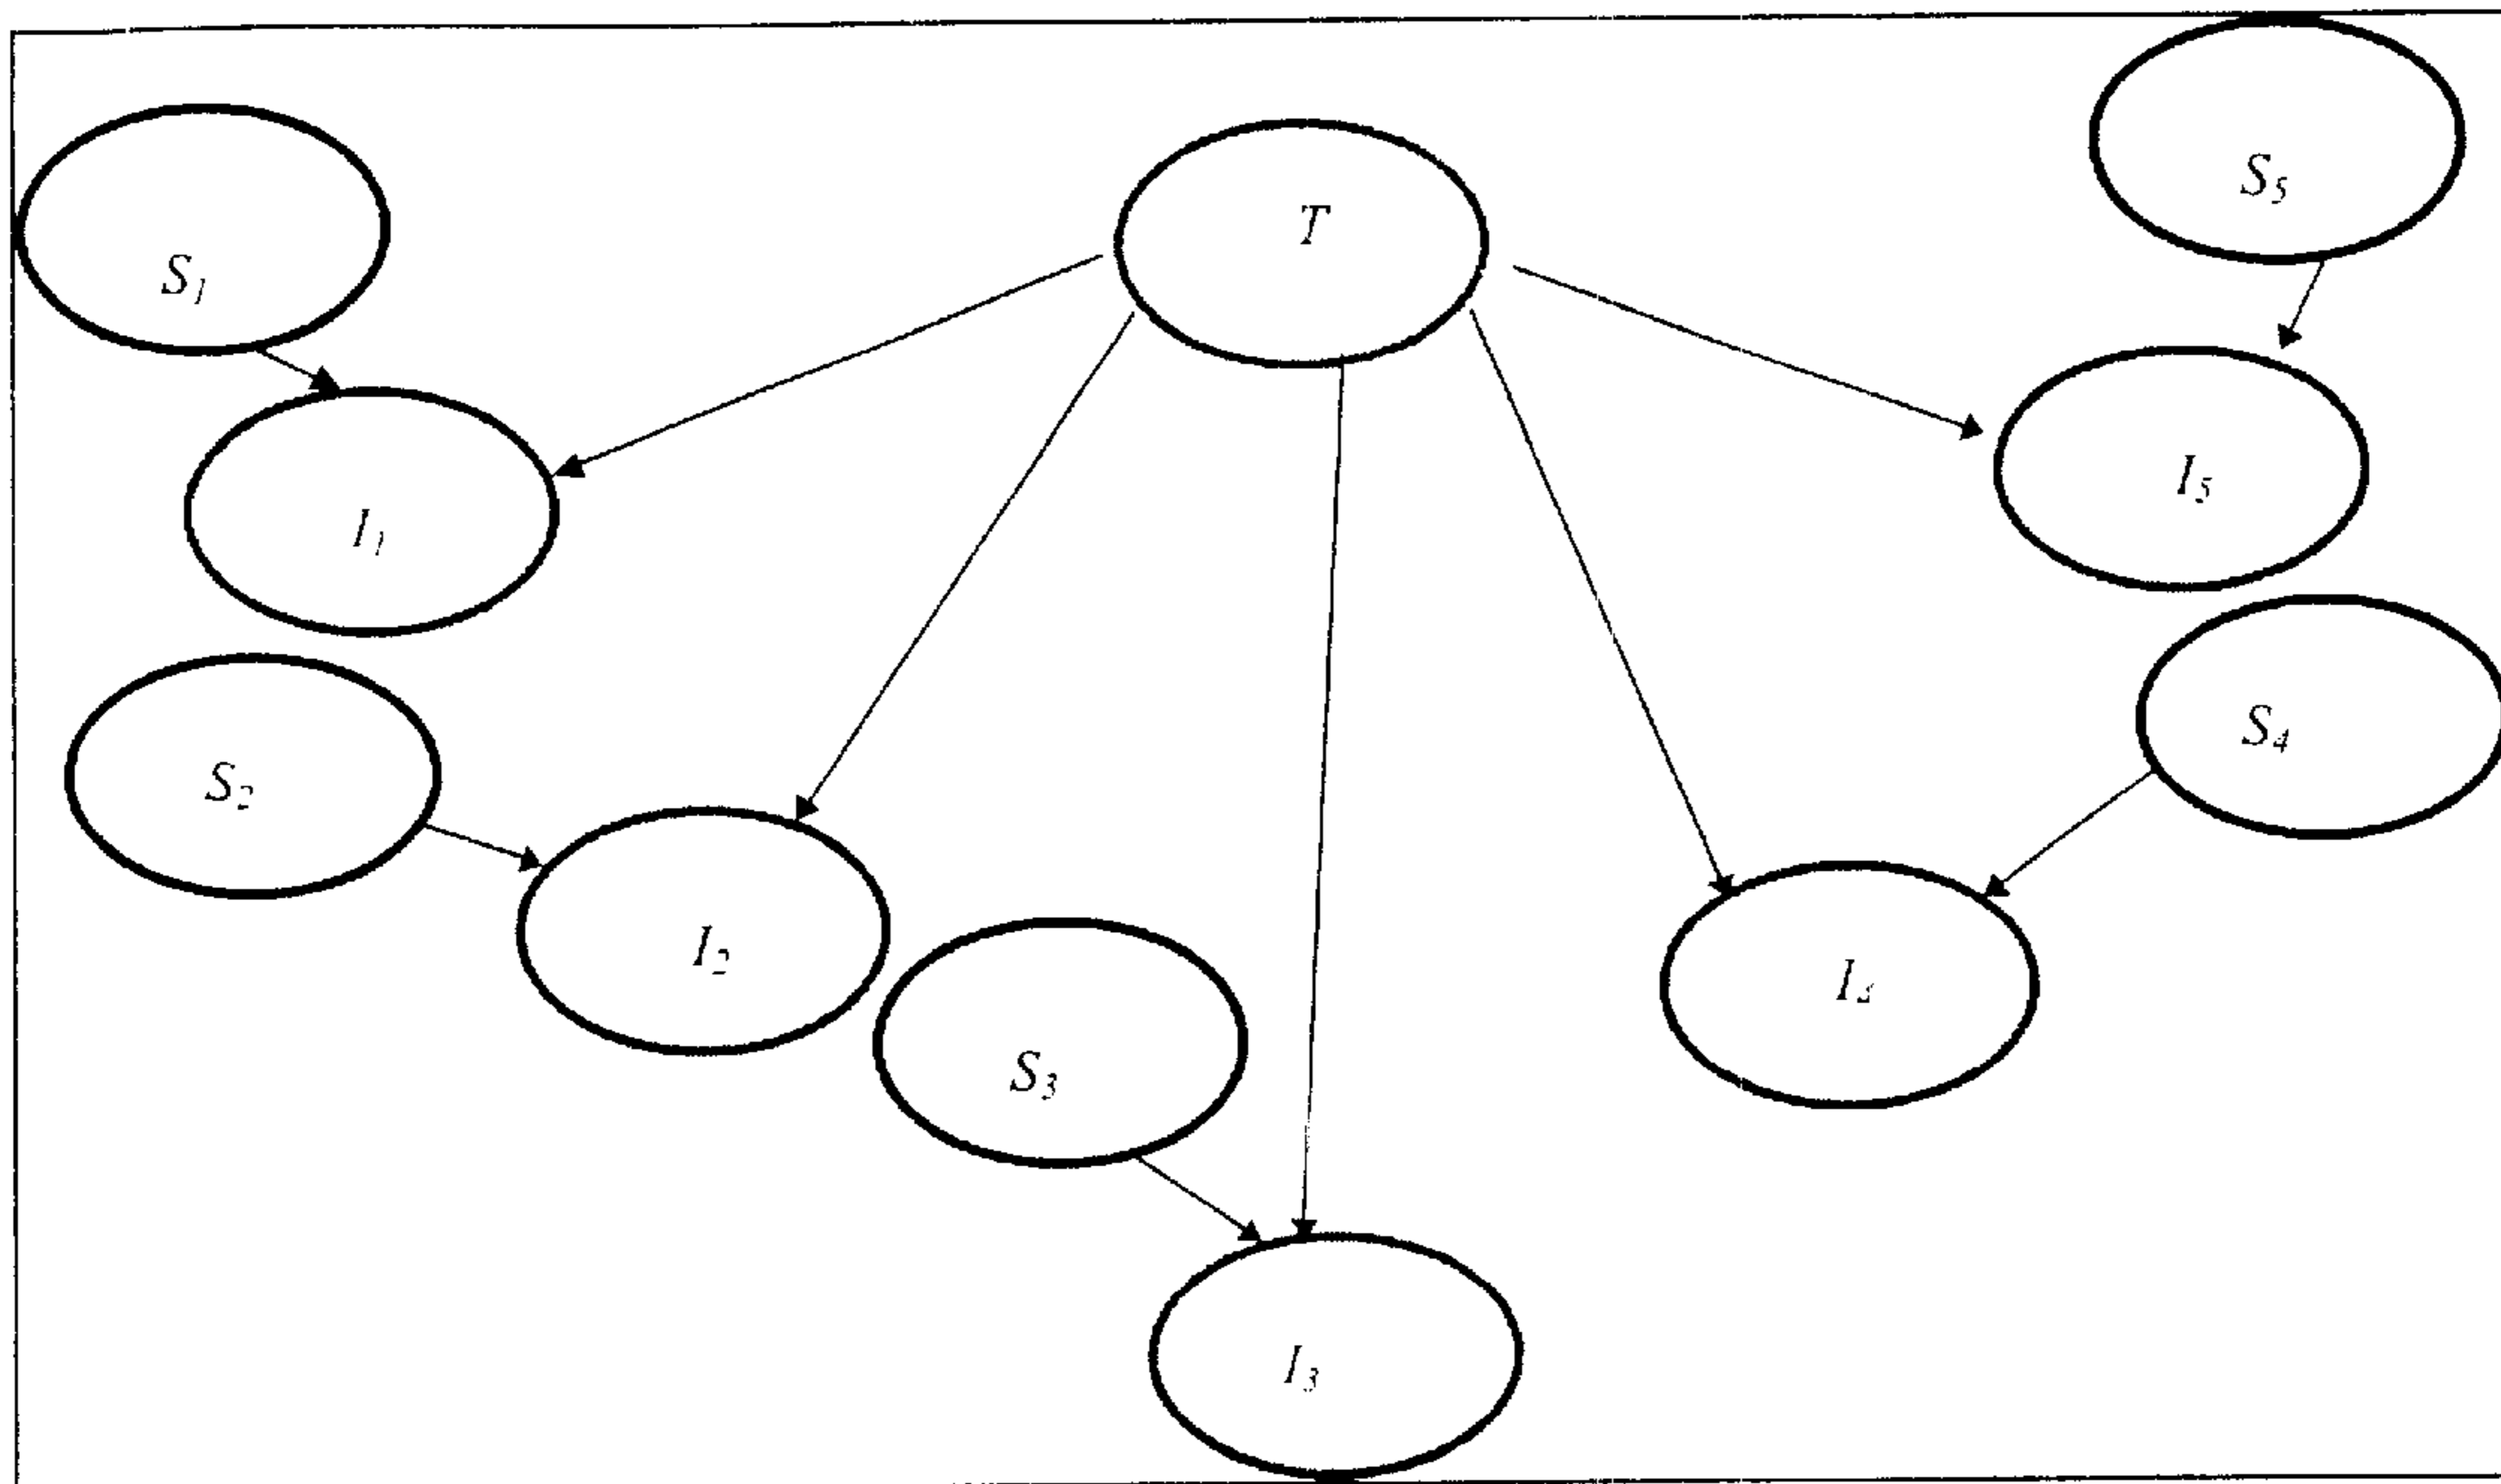 S₅
T
S₁
I₅
I₁
S₄
S₂
I₂
I₄
S₃
I₃